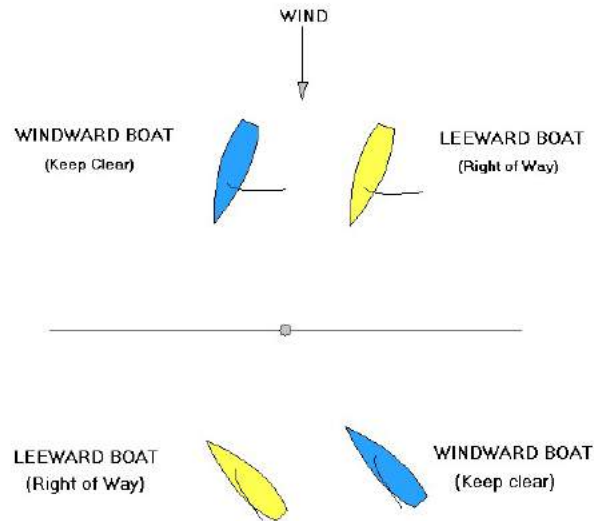 WIND
WINDWARD BOAT
(Keep Clear)
LEEWARD BOAT
(Right of Way)
LEEWARD BOAT
(Right of Way)
WINDWARD BOAT
(Keep clear)